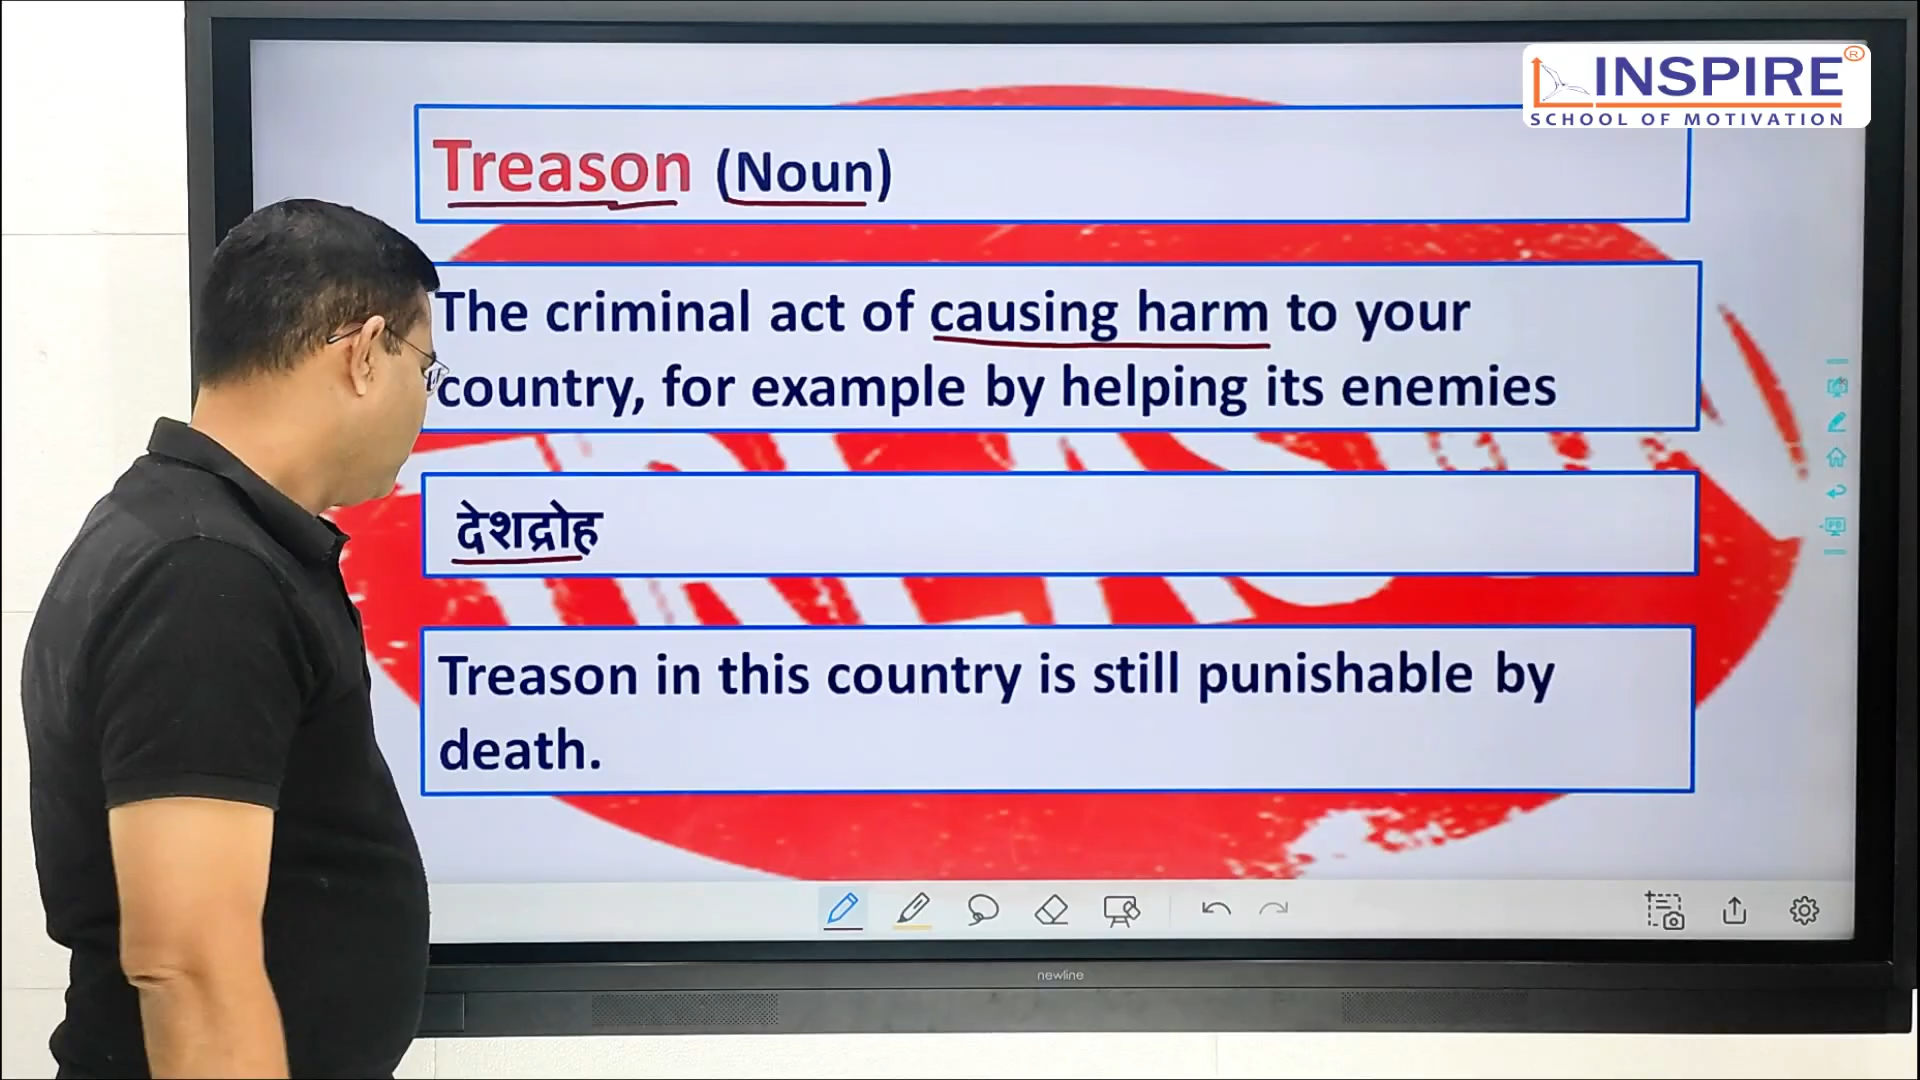 INSPIRE®
SCHOOL OF MOTIVATION
Treason (Noun)
The criminal act of causing harm to your
country, for example by helping its enemies
देशद्रोह
Treason in this country is still punishable by
death.
newline